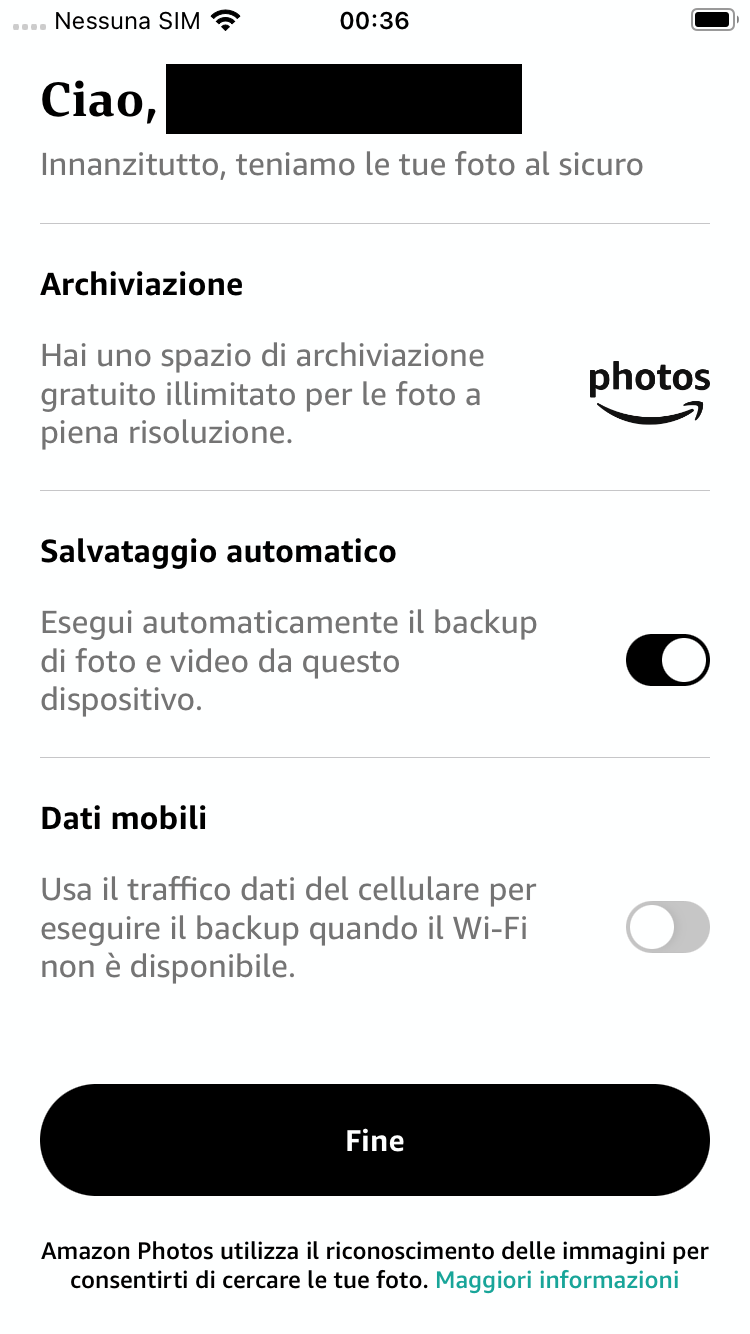 Nessuna SIM 00:36
Ciao,
Innanzitutto, teniamo le tue foto al sicuro
Archiviazione
Hai uno spazio di archiviazione
gratuito illimitato per le foto a
piena risoluzione.
photos
Salvataggio automatico
Esegui automaticamente il backup
di foto e video da questo
dispositivo.
Dati mobili
Usa il traffico dati del cellulare per
eseguire il backup quando il Wi-Fi
non è disponibile.
Fine
Amazon Photos utilizza il riconoscimento delle immagini per
consentirti di cercare le tue foto. Maggiori informazioni